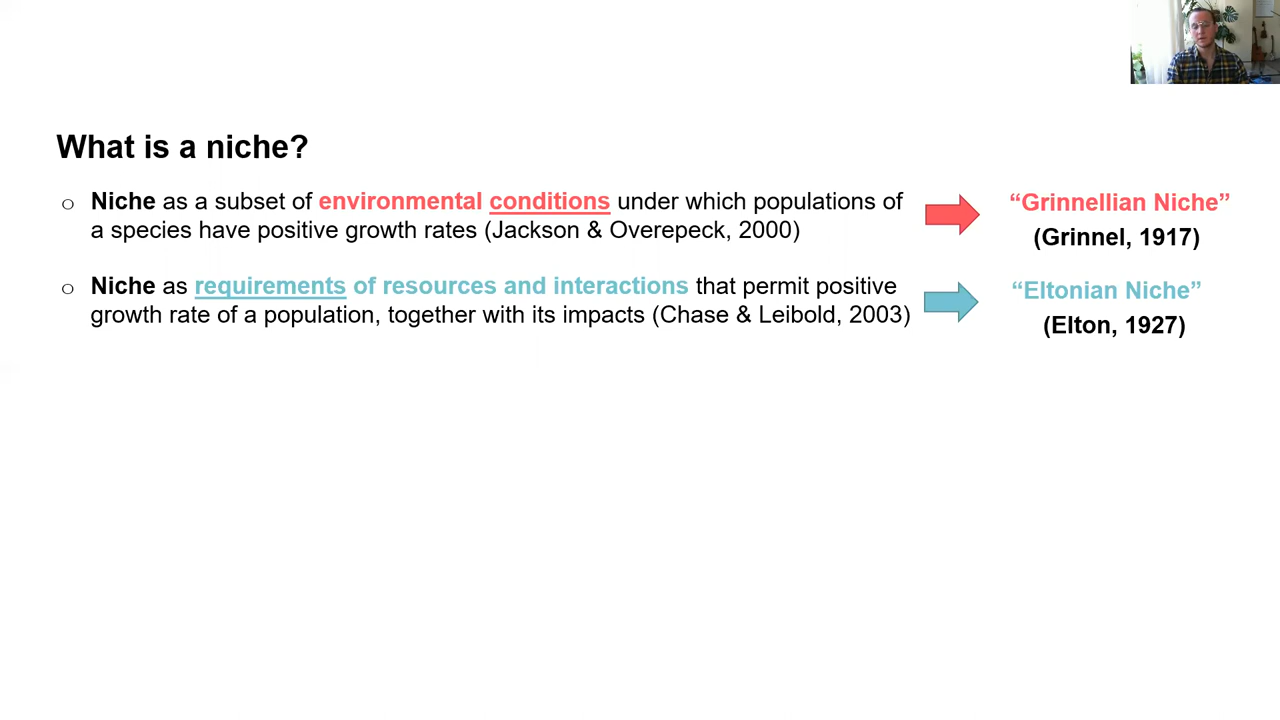 What is a niche?
○ Niche as a subset of environmental conditions under which populations of
a species have positive growth rates (Jackson & Overepeck, 2000)
“Grinnellian Niche”
(Grinnel, 1917)
○ Niche as requirements of resources and interactions that permit positive
growth rate of a population, together with its impacts (Chase & Leibold, 2003)
“Eltonian Niche”
(Elton, 1927)